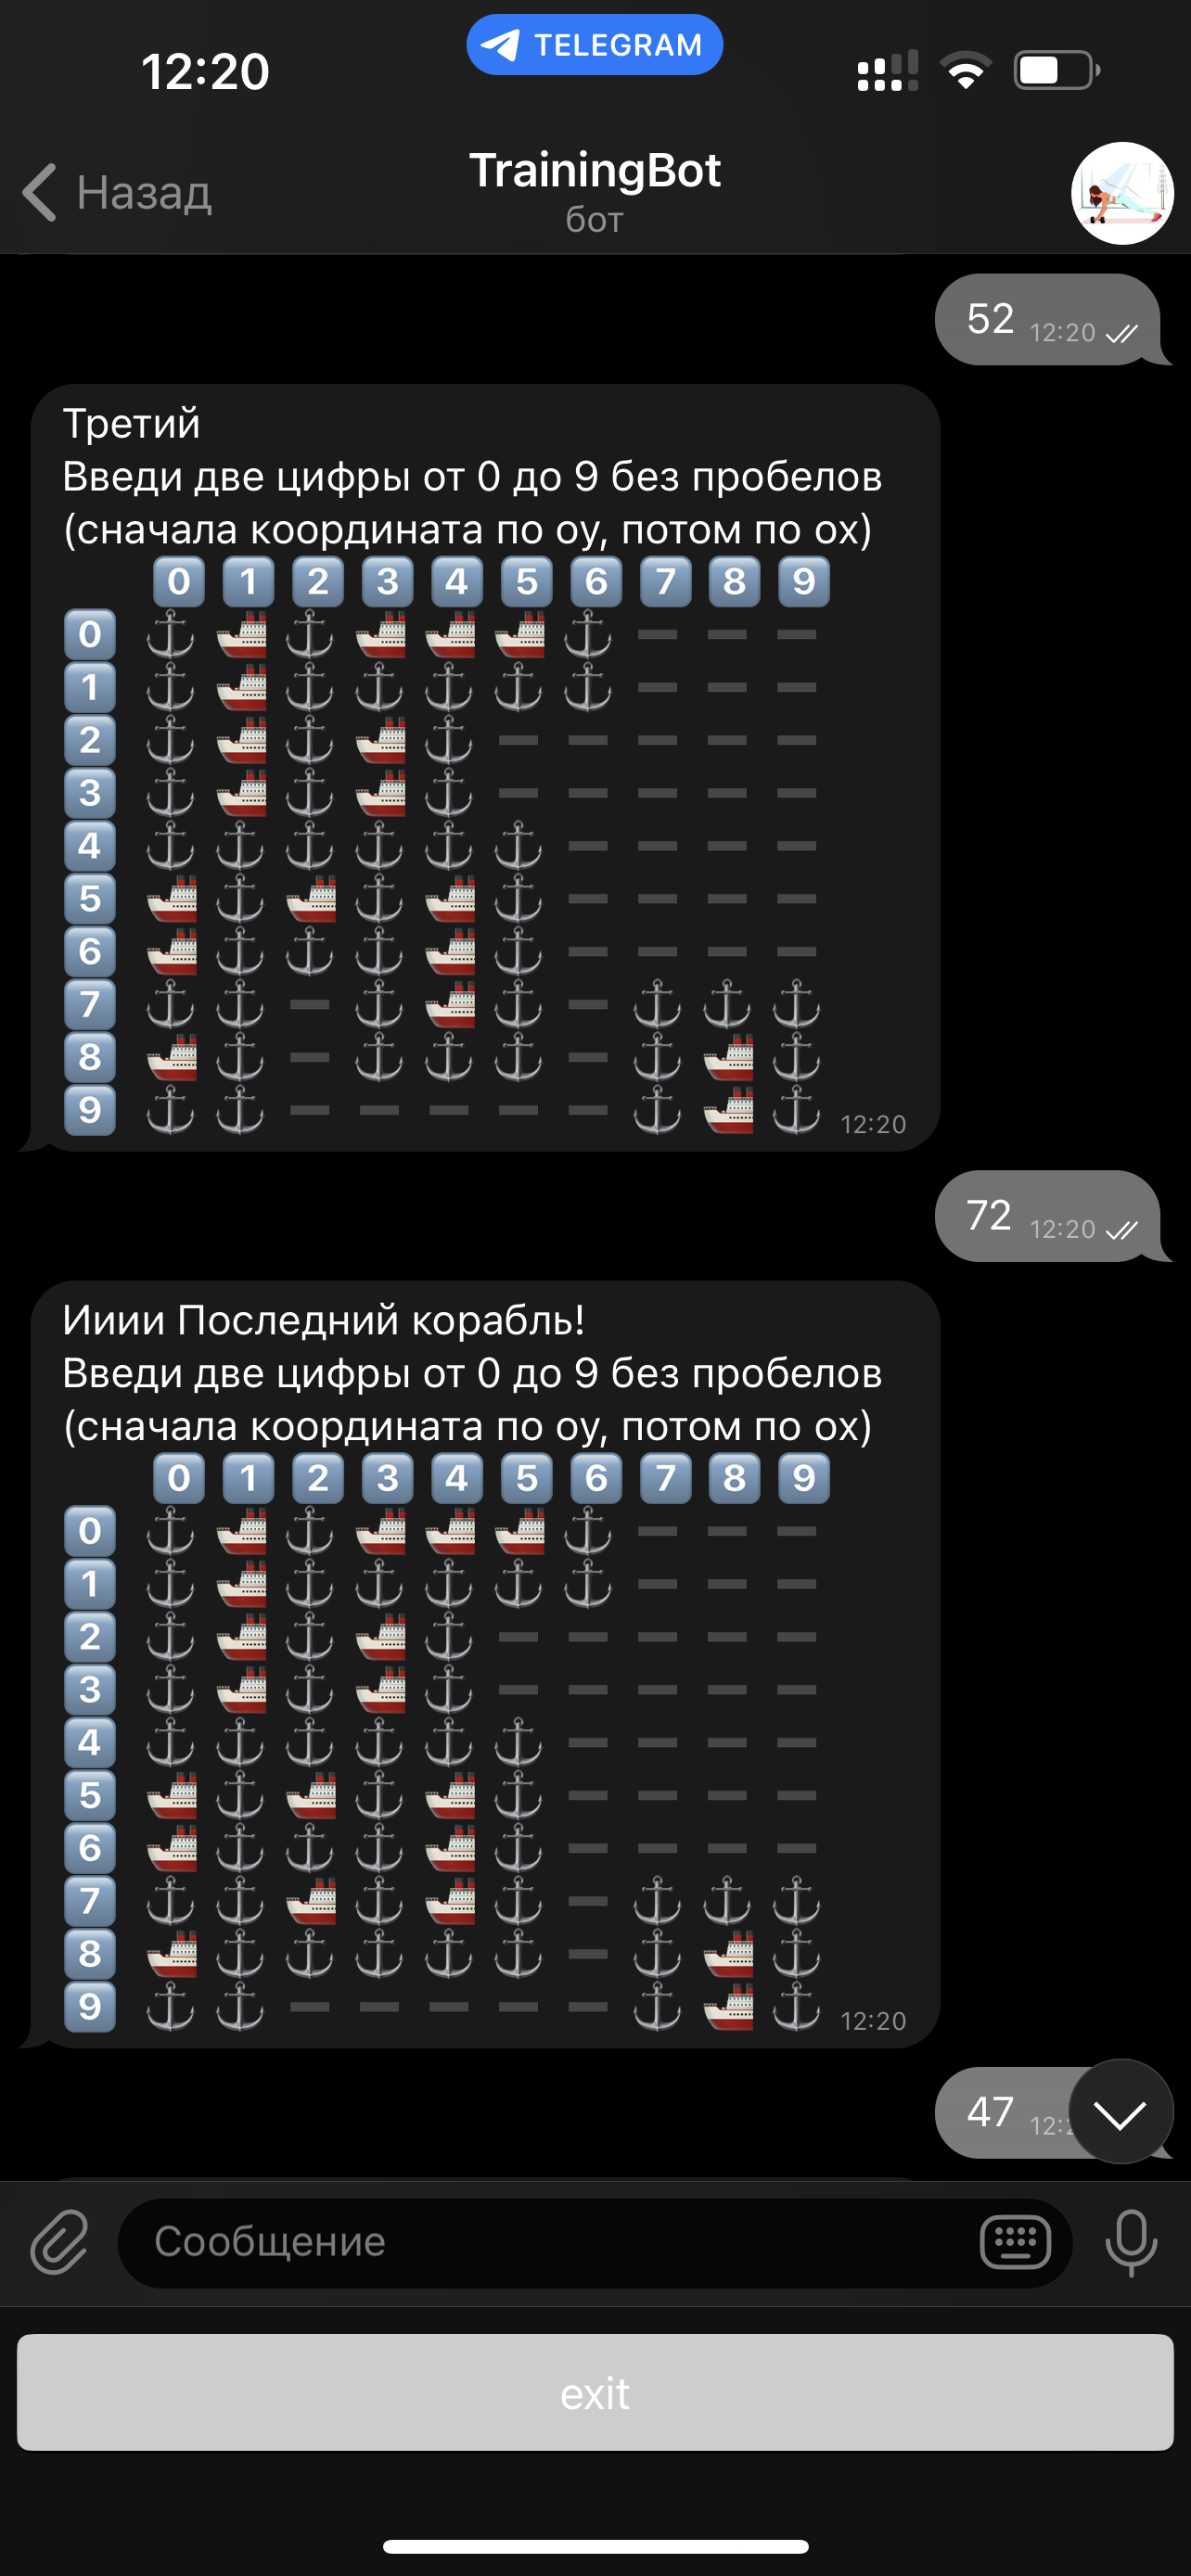 12:20
TELEGRAM
Назад
TrainingBot
бот
52 12:20
Третий
Введи две цифры от 0 до 9 без пробелов
(сначала координата по оу, потом по ох)
0 1 2 3 4 5 6 7 8 9
0
1
2
3
4
5
6
7
8
9
12:20
72 12:20
Ииии Последний корабль!
Введи две цифры от 0 до 9 без пробелов
(сначала координата по оу, потом по ох)
0 1 2 3 4 5 6 7 8 9
0
1
2
3
4
5
6
7
8
9
12:20
47
Сообщение
exit